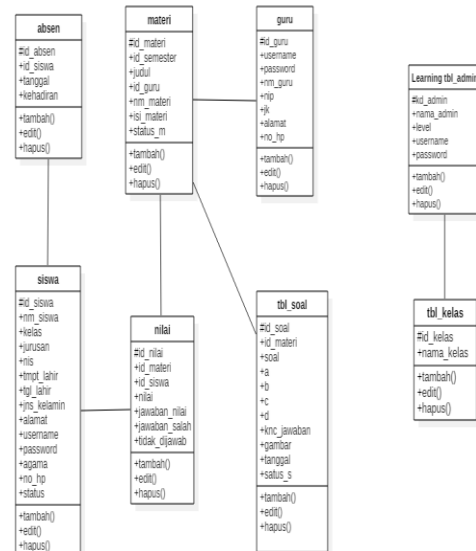 absen
#id_absen
+id_siswa
+tanggal
+kehadiran
+tambah()
+edit()
+hapus()
materi
#id_materi
+id_semester
+judul
+id_guru
+nm_materi
+isi_materi
+status_m
+tambah()
+edit()
+hapus()
guru
#id_guru
+username
+password
+nm_guru
+nip
+jk
+alamat
+no_hp
+tambah()
+edit()
+hapus()
Learning tbl_admin
#kd_admin
+nama_admin
+level
+username
+password
+tambah()
+edit()
+hapus()
siswa
#id_siswa
+nm_siswa
+kelas
+jurusan
+nis
+tmpt_lahir
+tgl_lahir
+jns_kelamin
+alamat
+username
+password
+agama
+no_hp
+status
+tambah()
+edit()
+hapus()
nilai
#id_nilai
+id_materi
+id_siswa
+nilai
+jawaban_nilai
+jawaban_salah
+tidak_dijawab
+tambah()
+edit()
+hapus()
tbl_soal
#id_soal
+id_materi
+soal
+a
+b
+c
+d
+knc_jawaban
+gambar
+tanggal
+satus_s
+tambah()
+edit()
+hapus()
tbl_kelas
#id_kelas
+nama_kelas
+tambah()
+edit()
+hapus()